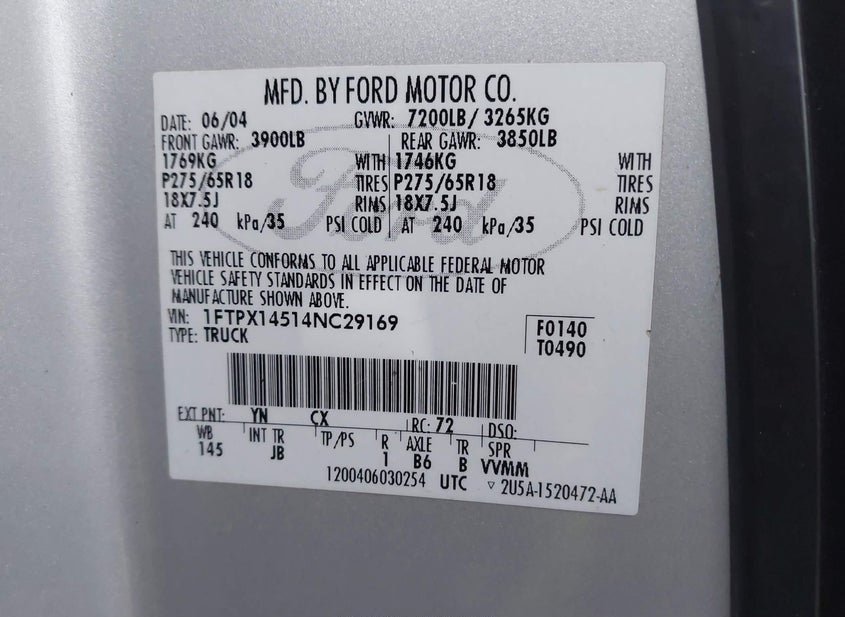 MFD. BY FORD MOTOR CO.
DATE: 06/04 GVWR: 7200LB/ 3265KG
FRONT GAWR: 3900LB REAR GAWR: 3850LB
1769KG WITH 1746KG WITH
P275/65R18 TIRES P275/65R18 TIRES
18X7.5J RIMS 18X7.5J RIMS
AT 240 kPa/35 PSI COLD AT 240 kPa/35 PSI COLD
Ford
THIS VEHICLE CONFORMS TO ALL APPLICABLE FEDERAL MOTOR
VEHICLE SAFETY STANDARDS IN EFFECT ON THE DATE OF
MANUFACTURE SHOWN ABOVE.
VIN: 1FTPX14514NC29169 F0140
TYPE: TRUCK T0490
EXT PNT: YN CX RC: 72 DSO:
WB INT TR TP/PS R AXLE TR SPR
145 JB 1 B6 B VVMM
1200406030254 UTC ▽ 2U5A-1520472-AA